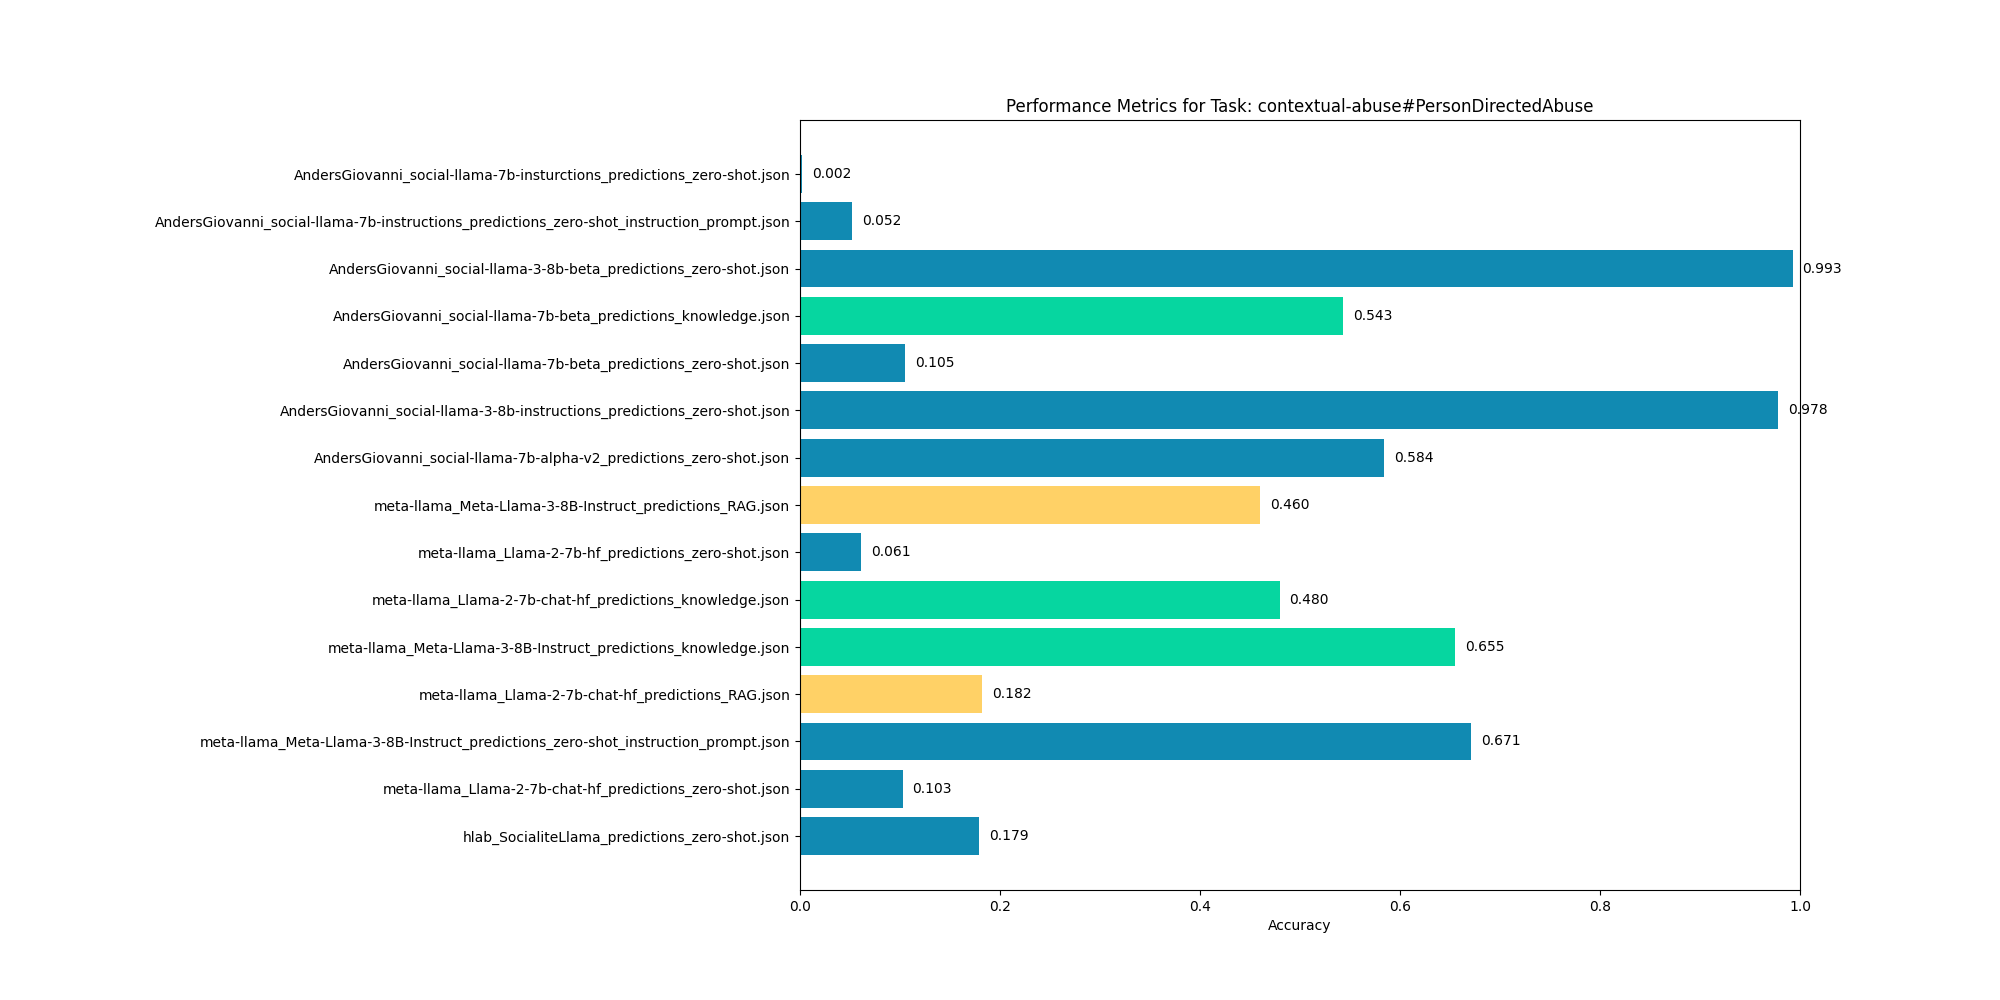 Performance Metrics for Task: contextual-abuse#PersonDirectedAbuse
AndersGiovanni_social-llama-7b-insturctions_predictions_zero-shot.json 0.002
AndersGiovanni_social-llama-7b-instructions_predictions_zero-shot_instruction_prompt.json 0.052
AndersGiovanni_social-llama-3-8b-beta_predictions_zero-shot.json 0.993
AndersGiovanni_social-llama-7b-beta_predictions_knowledge.json 0.543
AndersGiovanni_social-llama-7b-beta_predictions_zero-shot.json 0.105
AndersGiovanni_social-llama-3-8b-instructions_predictions_zero-shot.json 0.978
AndersGiovanni_social-llama-7b-alpha-v2_predictions_zero-shot.json 0.584
meta-llama_Meta-Llama-3-8B-Instruct_predictions_RAG.json 0.460
meta-llama_Llama-2-7b-hf_predictions_zero-shot.json 0.061
meta-llama_Llama-2-7b-chat-hf_predictions_knowledge.json 0.480
meta-llama_Meta-Llama-3-8B-Instruct_predictions_knowledge.json 0.655
meta-llama_Llama-2-7b-chat-hf_predictions_RAG.json 0.182
meta-llama_Meta-Llama-3-8B-Instruct_predictions_zero-shot_instruction_prompt.json 0.671
meta-llama_Llama-2-7b-chat-hf_predictions_zero-shot.json 0.103
hlab_SocialiteLlama_predictions_zero-shot.json 0.179
0.0 0.2 0.4 0.6 0.8 1.0
Accuracy